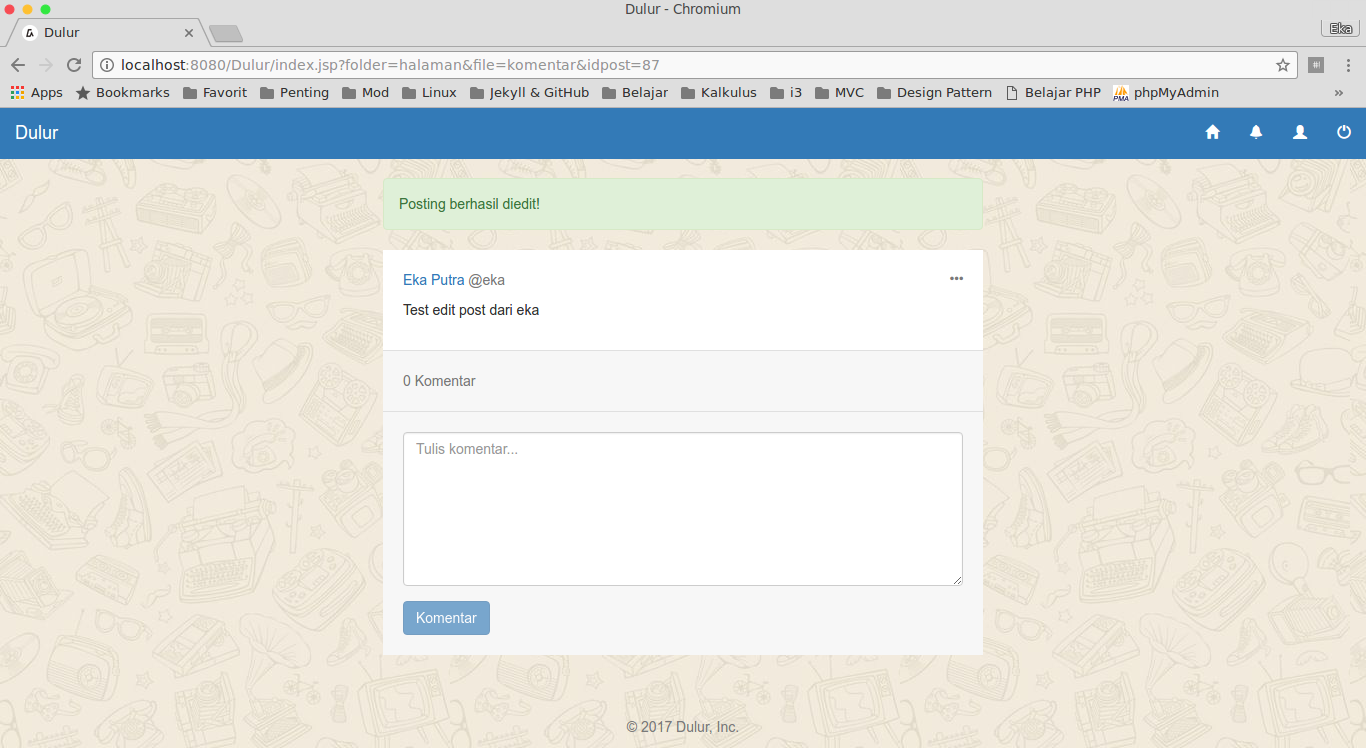 Dulur - Chromium
Dulur
Eka
localhost:8080/Dulur/index.jsp?folder=halaman&file=komentar&idpost=87
#!
Apps Bookmarks Favorit Penting Mod Linux Jekyll & GitHub Belajar Kalkulus i3 MVC Design Pattern Belajar PHP PMA phpMyAdmin »
Dulur
Posting berhasil diedit!
Eka Putra @eka
Test edit post dari eka
0 Komentar
Tulis komentar...
Komentar
© 2017 Dulur, Inc.